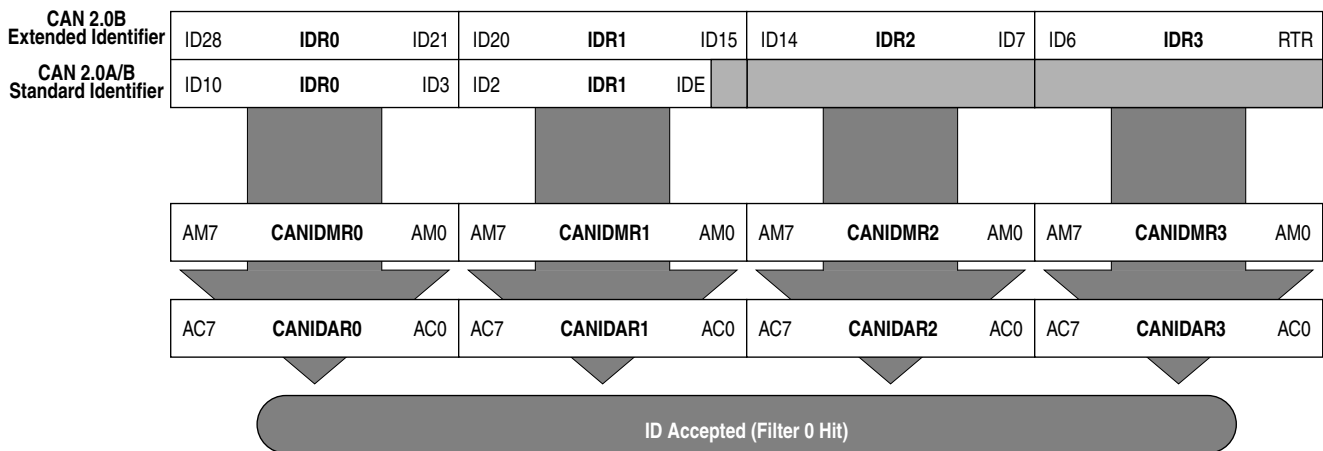 CAN 2.0B
Extended Identifier
ID28 IDR0 ID21 ID20 IDR1 ID15 ID14 IDR2 ID7 ID6 IDR3 RTR
CAN 2.0A/B
Standard Identifier
ID10 IDR0 ID3 ID2 IDR1 IDE
AM7 CANIDMR0 AM0 AM7 CANIDMR1 AM0 AM7 CANIDMR2 AM0 AM7 CANIDMR3 AM0
AC7 CANIDAR0 AC0 AC7 CANIDAR1 AC0 AC7 CANIDAR2 AC0 AC7 CANIDAR3 AC0
ID Accepted (Filter 0 Hit)